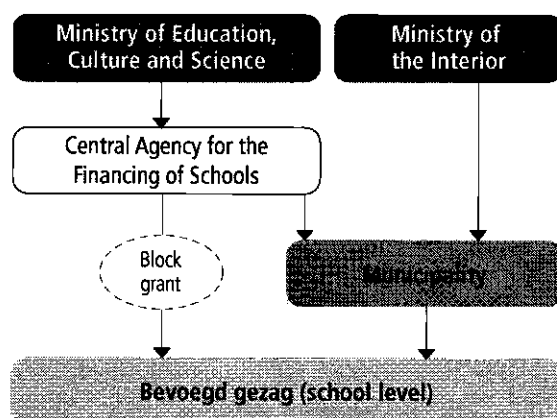 Ministry of Education,
Culture and Science
Ministry of
the Interior
Central Agency for the
Financing of Schools
Block
grant
Municipality
Bevoegd gezag (school level)